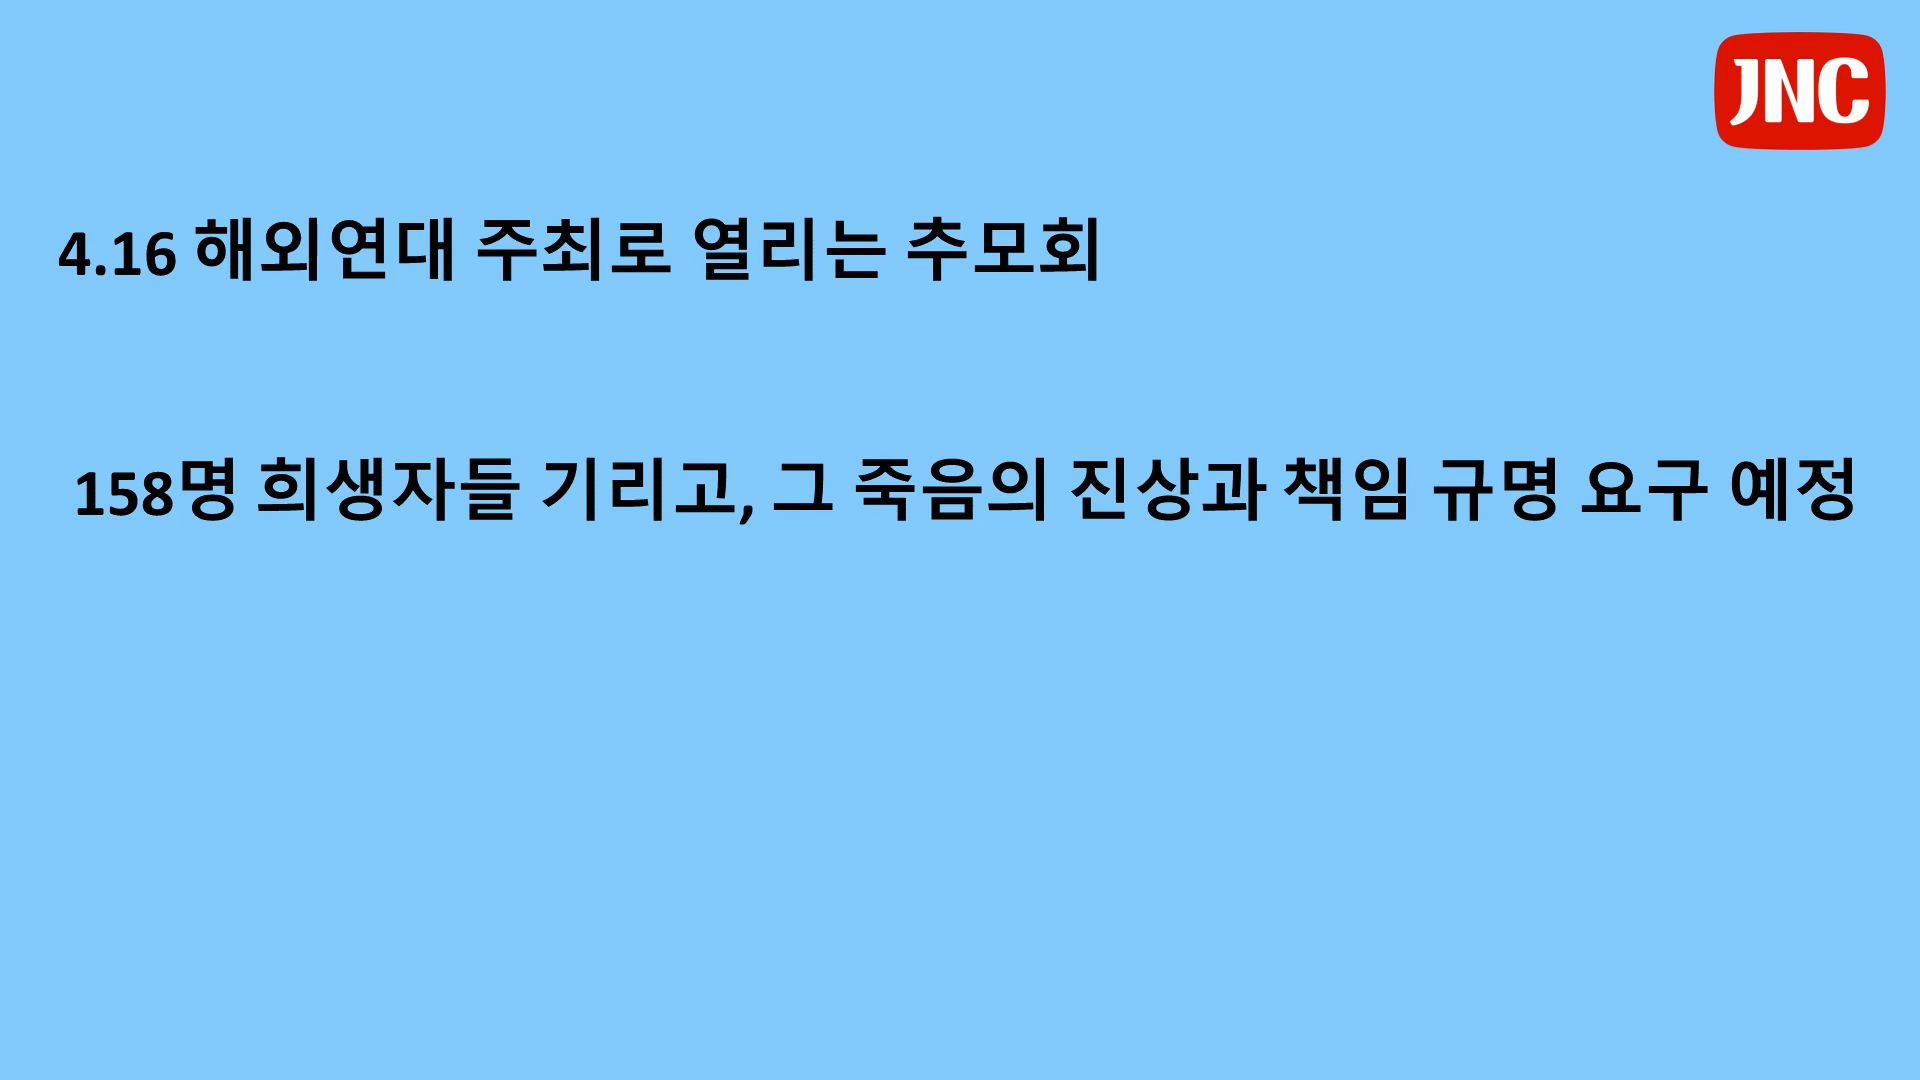 JNC
4.16 해외연대 주최로 열리는 추모회
158명 희생자들 기리고, 그 죽음의 진상과 책임 규명 요구 예정